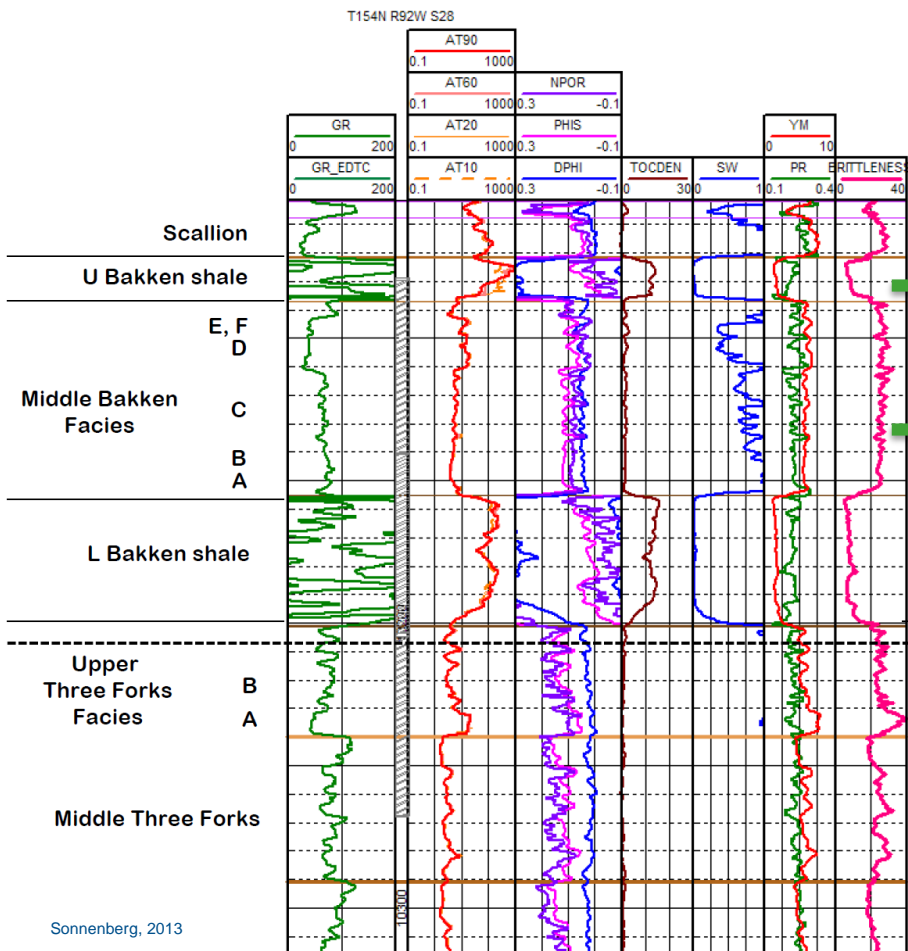 T154N R92W S28
AT90
0.1 1000
AT60 NPOR
0.1 1000 0.3 -0.1
GR AT20 PHIS YM
0 200 0.1 1000 0.3 -0.1 0 10
GR_EDTC AT10 DPHI TOCDEN SW PR BRITTLENESS
0 200 0.1 1000 0.3 -0.1 0 30 1 0.1 0.4 0 40
Scallion
U Bakken shale
E, F
D
Middle Bakken
Facies
C
B
A
L Bakken shale
Upper
Three Forks
Facies
B
A
Middle Three Forks
10300
Sonnenberg, 2013